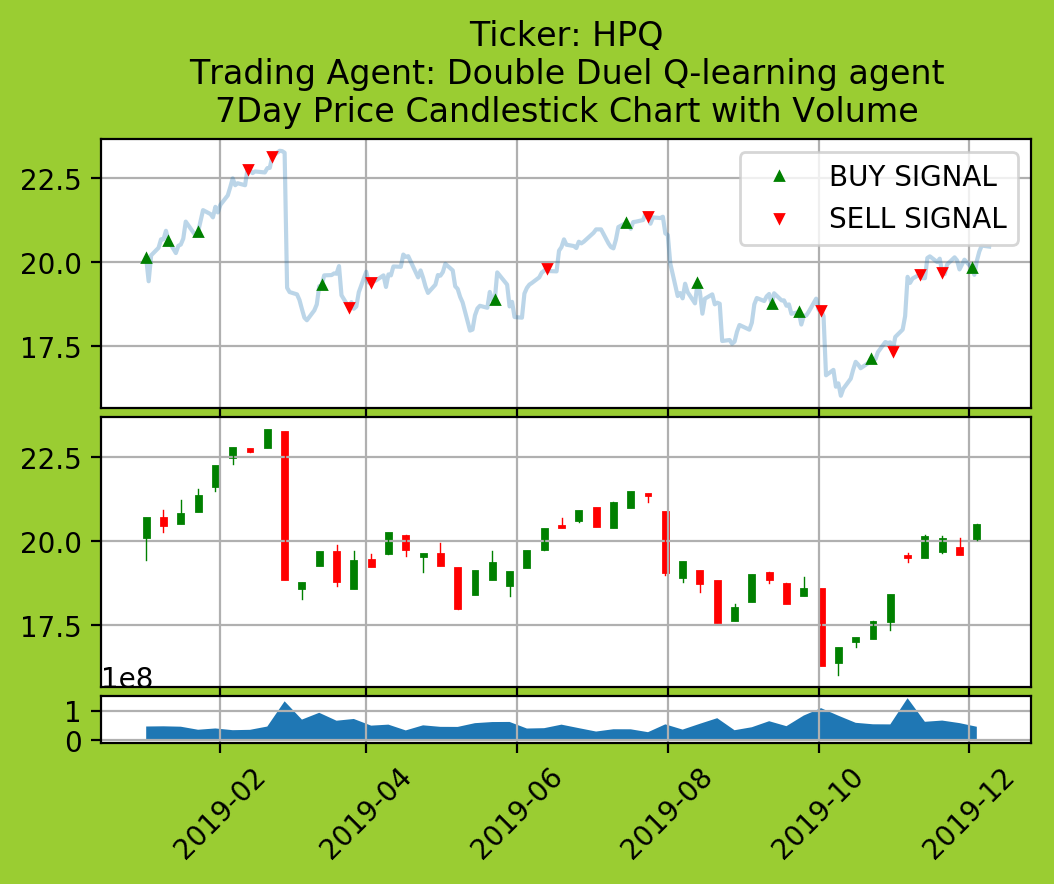 Ticker: HPQ
Trading Agent: Double Duel Q-learning agent
7Day Price Candlestick Chart with Volume
22.5
20.0
17.5
BUY SIGNAL
SELL SIGNAL
22.5
20.0
17.5
1e8
1
0
2019-02
2019-04
2019-06
2019-08
2019-10
2019-12